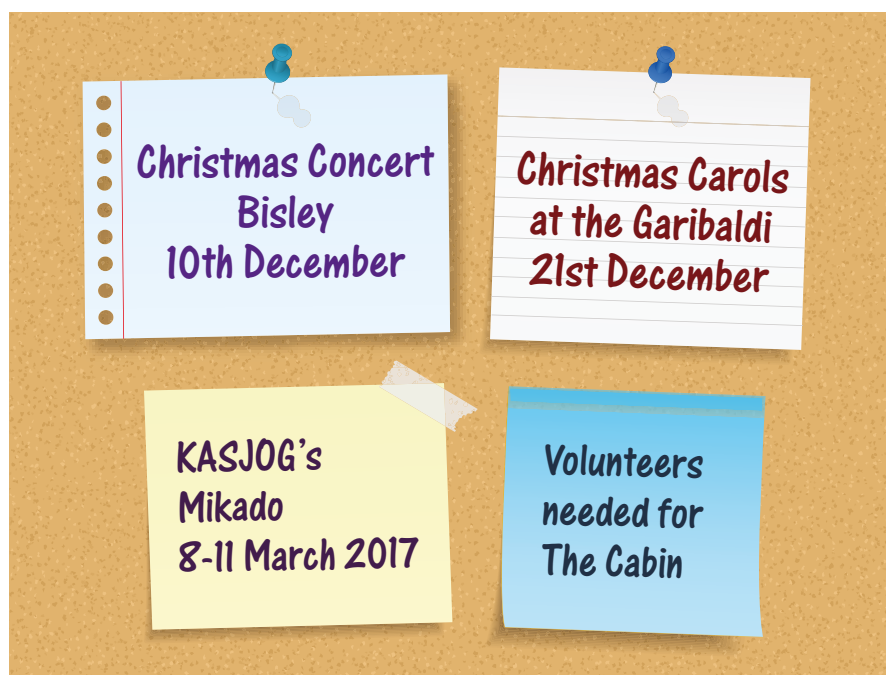 Christmas Concert
Bisley
10th December
Christmas Carols
at the Garibaldi
21st December
KASJOG's
Mikado
8-11 March 2017
Volunteers
needed for
The Cabin